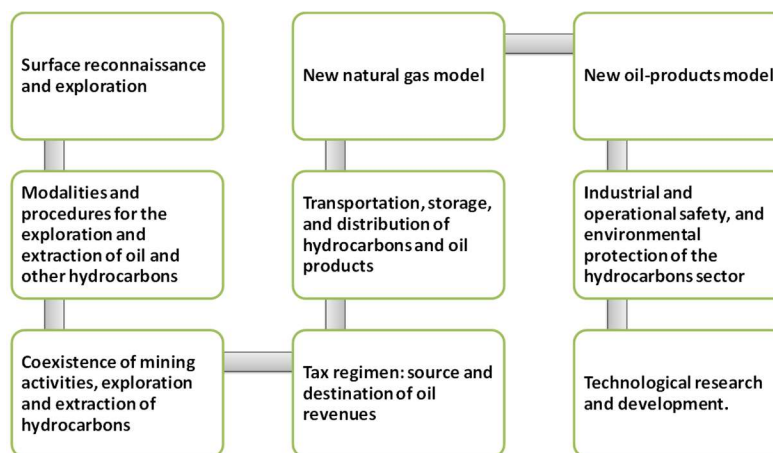 Surface reconnaissance
and exploration
Modalities and
procedures for the
exploration and
extraction of oil and
other hydrocarbons
Coexistence of mining
activities, exploration
and extraction of
hydrocarbons
Tax regimen: source and
destination of oil
revenues
Transportation, storage,
and distribution of
hydrocarbons and oil
products
New natural gas model
New oil-products model
Industrial and
operational safety, and
environmental
protection of the
hydrocarbons sector
Technological research
and development.